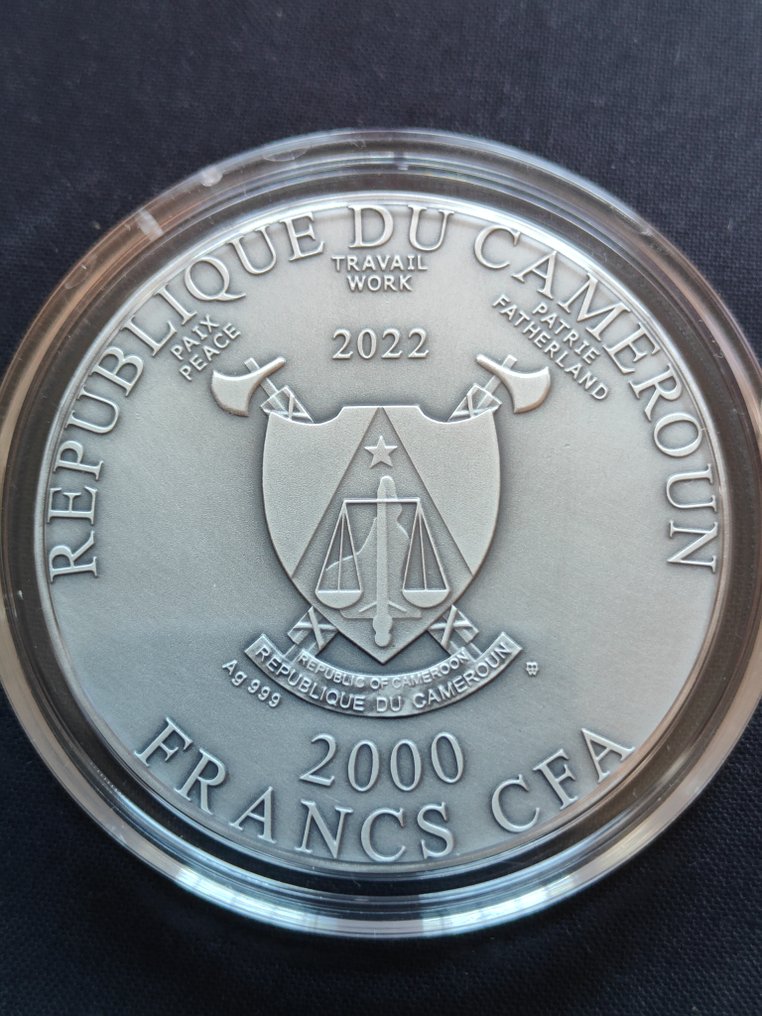 REPUBLIQUE DU CAMEROUN
TRAVAIL
WORK
PAIX
PEACE
PATRIE
FATHERLAND
2022
REPUBLIC OF CAMEROON
REPUBLIQUE DU CAMEROUN
Ag 999
2000
FRANCS CFA